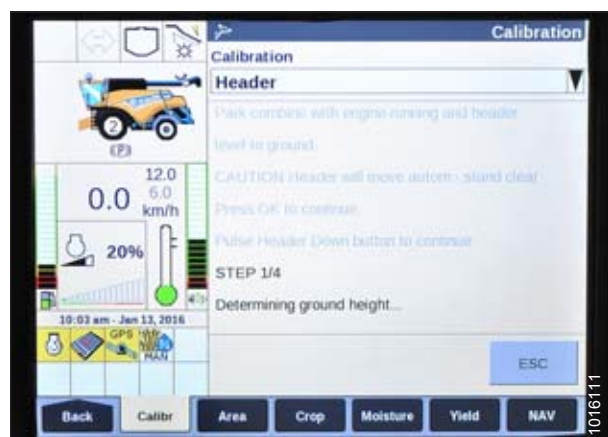 Calibration
Calibration
Header
Park combine with engine running and header
level to ground.
CAUTION Header will move autom.- stand clear
Press OK to continue.
Pulse Header Down button to continue
STEP 1/4
Determining ground height...
ESC
2
(P)
12.0
0.0
6.0
km/h
20%
10:03 am - Jan 13, 2016
GPS
MAN
Back
Calibr
Area
Crop
Moisture
Yield
NAV
1016111